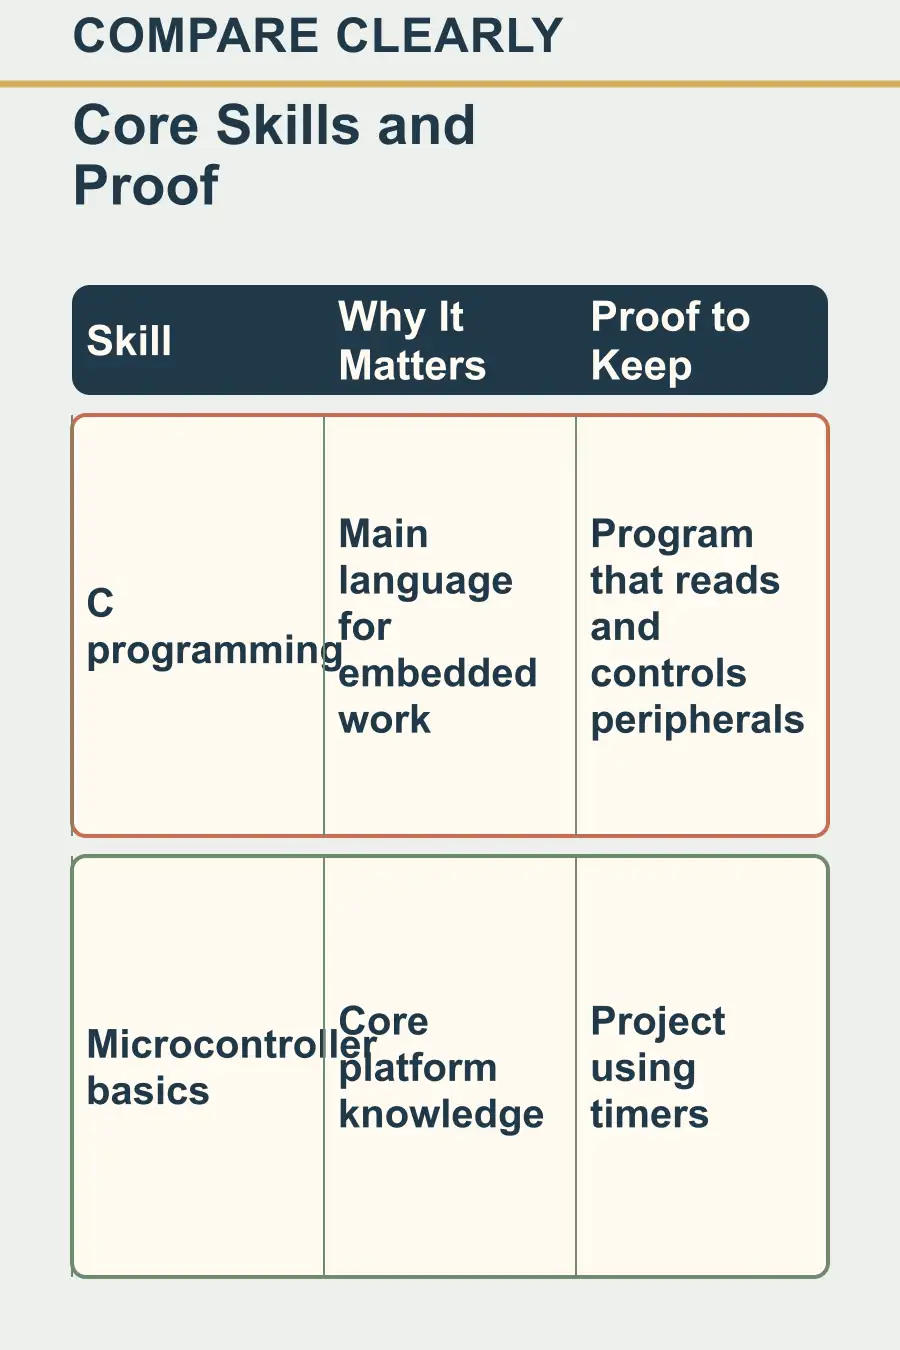 COMPARE CLEARLY
Core Skills and
Proof
Skill
Why It
Matters
Proof to
Keep
C
programming
Main
language
for
embedded
work
Program
that reads
and
controls
peripherals
Microcontroller
basics
Core
platform
knowledge
Project
using
timers